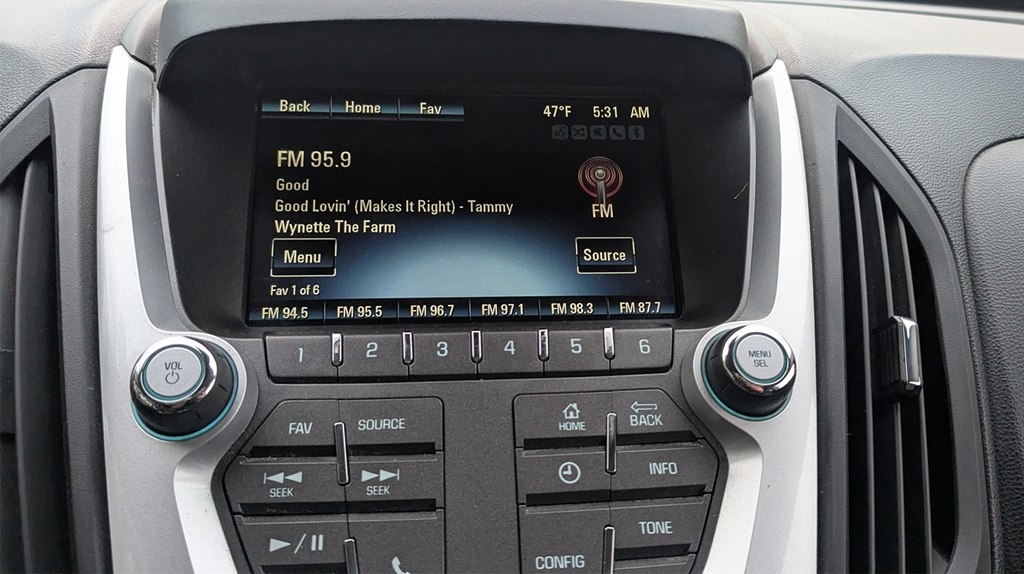 Back Home Fav 47°F 5:31 AM
FM 95.9
Good
Good Lovin' (Makes It Right) - Tammy
Wynette The Farm
FM
Menu
Source
Fav 1 of 6
FM 94.5 FM 95.5 FM 96.7 FM 97.1 FM 98.3 FM 87.7
1 2 3 4 5 6
VOL
MENU
SEL
FAV SOURCE
HOME BACK
SEEK SEEK
INFO
TONE
CONFIG